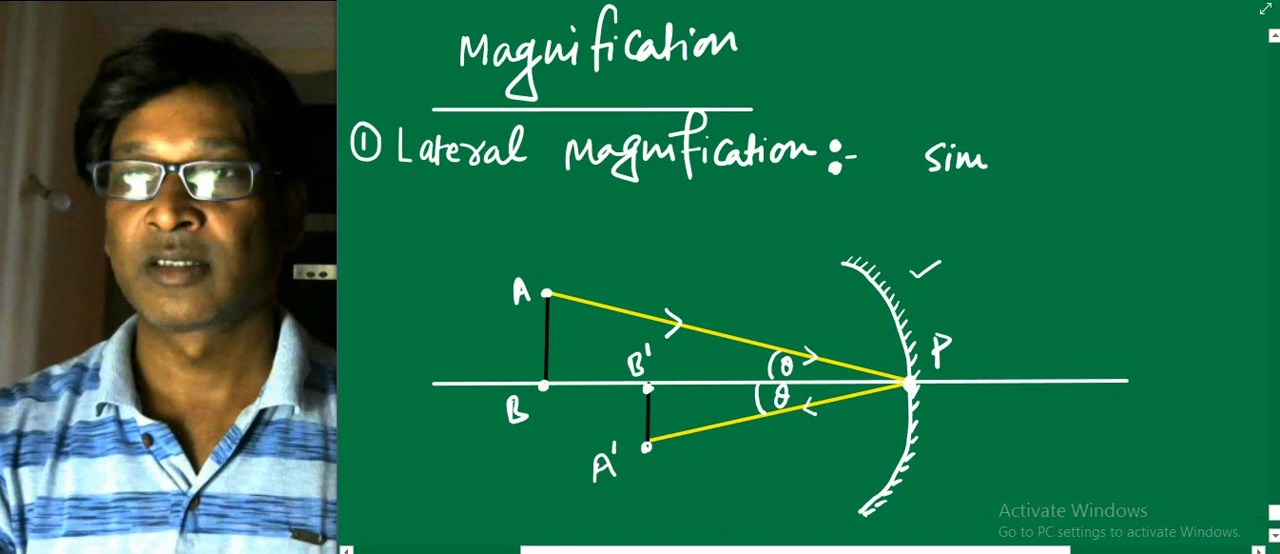 Magnification
① Lateral Magnification :- sim
A
B'
θ
P
B
θ
A'
Activate Windows
Go to PC settings to activate Windows.